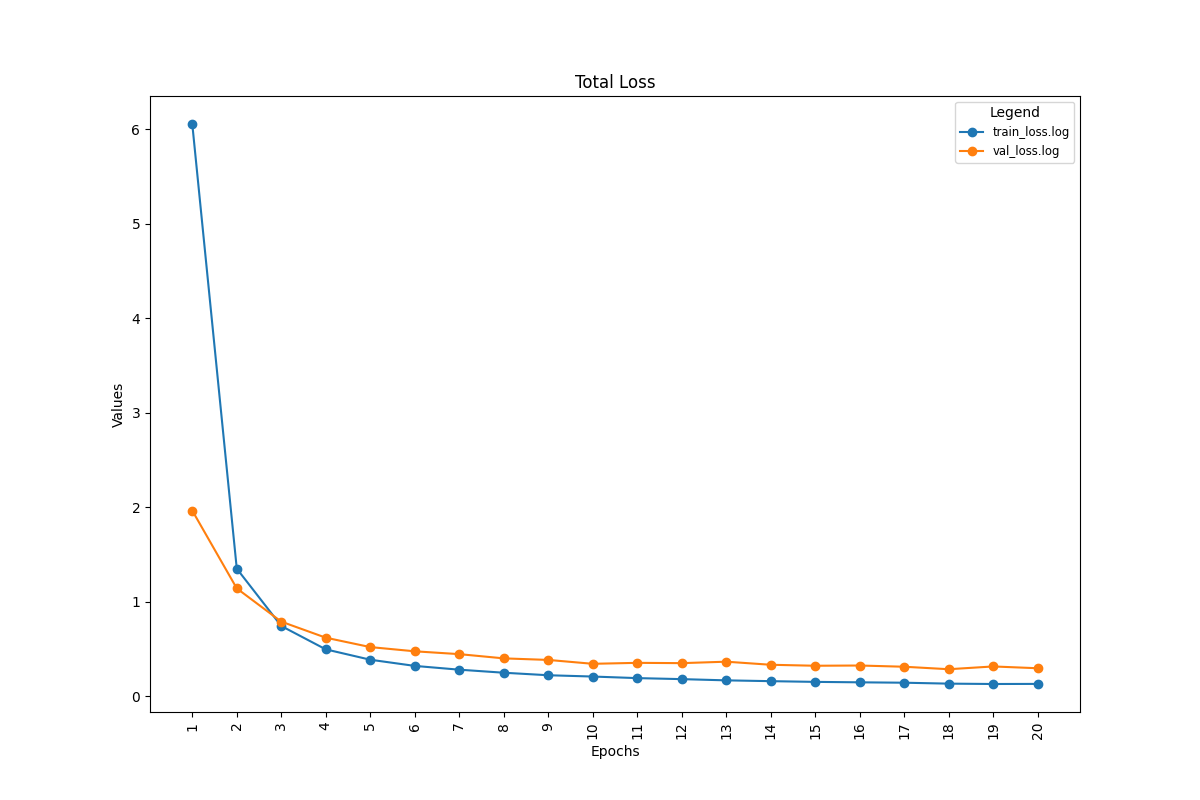 Total Loss
Legend
train_loss.log
val_loss.log
6
5
4
3
2
1
0
Values
1 2 3 4 5 6 7 8 9 10 11 12 13 14 15 16 17 18 19 20
Epochs